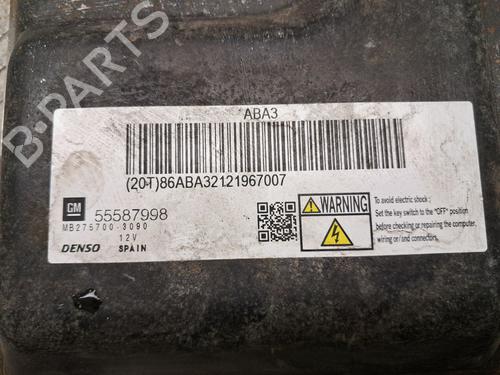 B-PARTS
ABA3
(20T)86ABA32121967007
GM
55587998
MB275700-3090
12V
DENSO SPAIN
WARNING
To avoid electric shock;
Set the key switch to the "OFF" position
before checking or repairing the computer,
wiring or/and connectors.